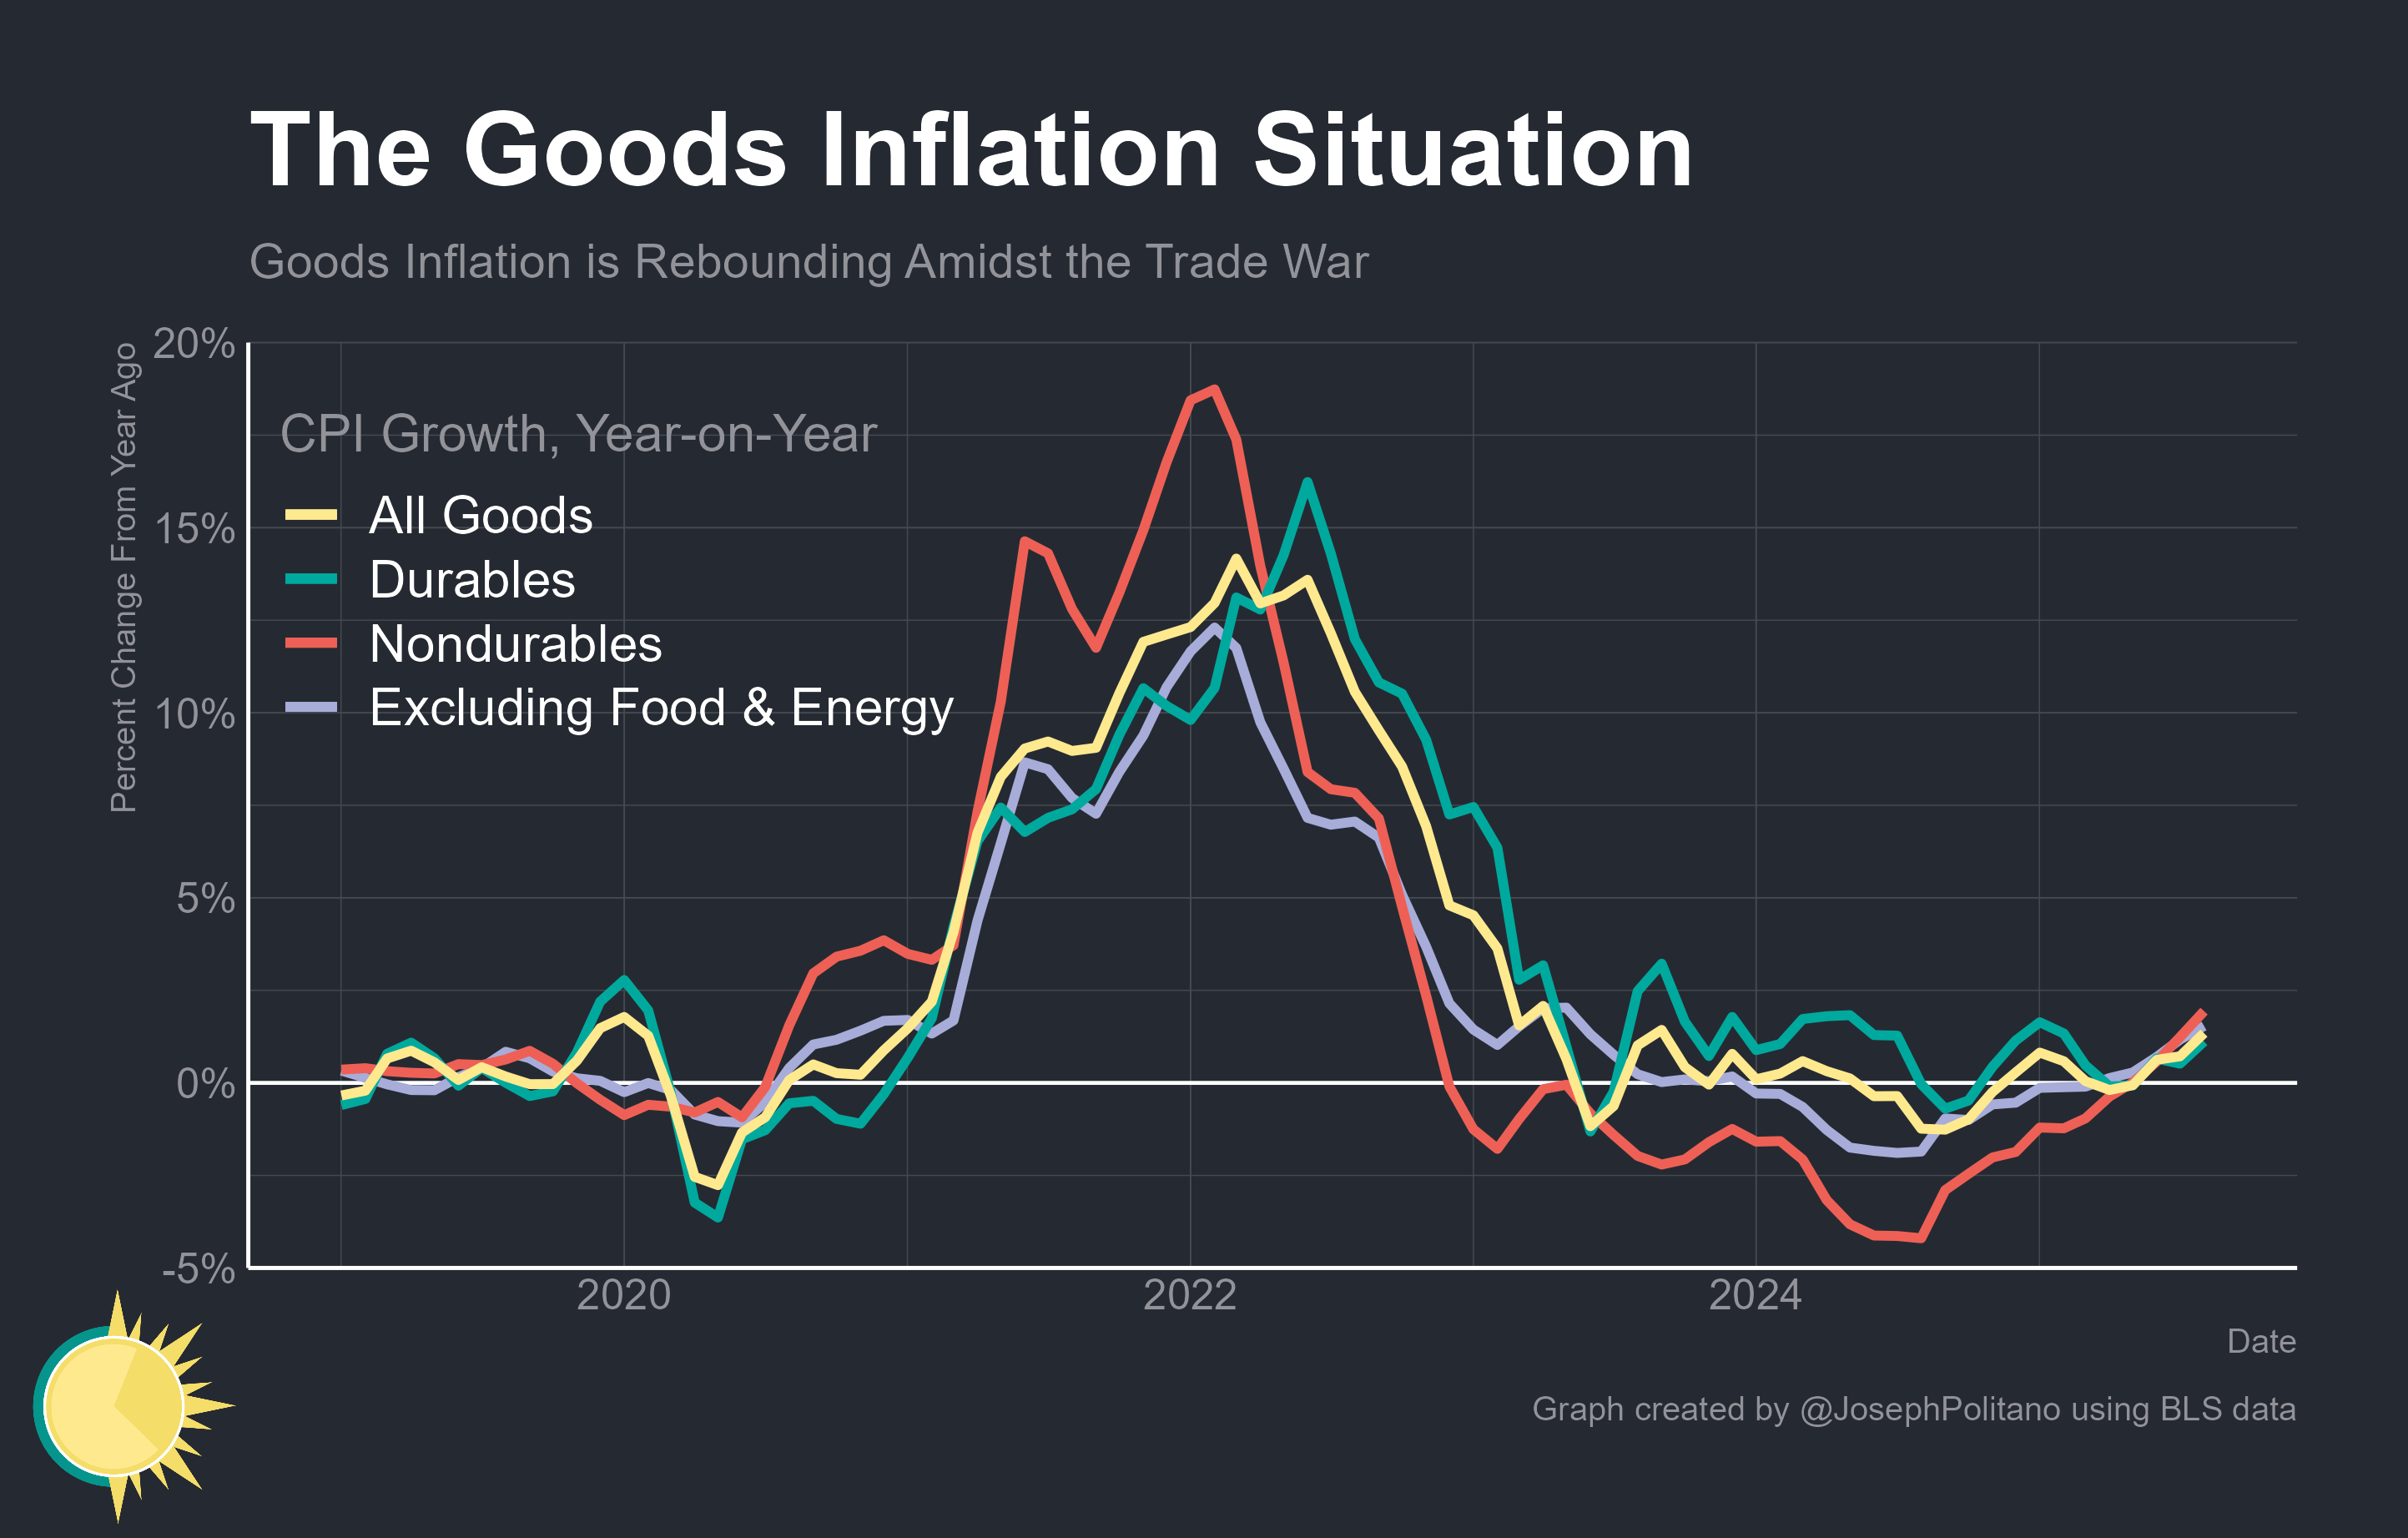 The Goods Inflation Situation
Goods Inflation is Rebounding Amidst the Trade War
Percent Change From Year Ago
20%
15%
10%
5%
0%
-5%
CPI Growth, Year-on-Year
All Goods
Durables
Nondurables
Excluding Food & Energy
2020
2022
2024
Date
Graph created by @JosephPolitano using BLS data